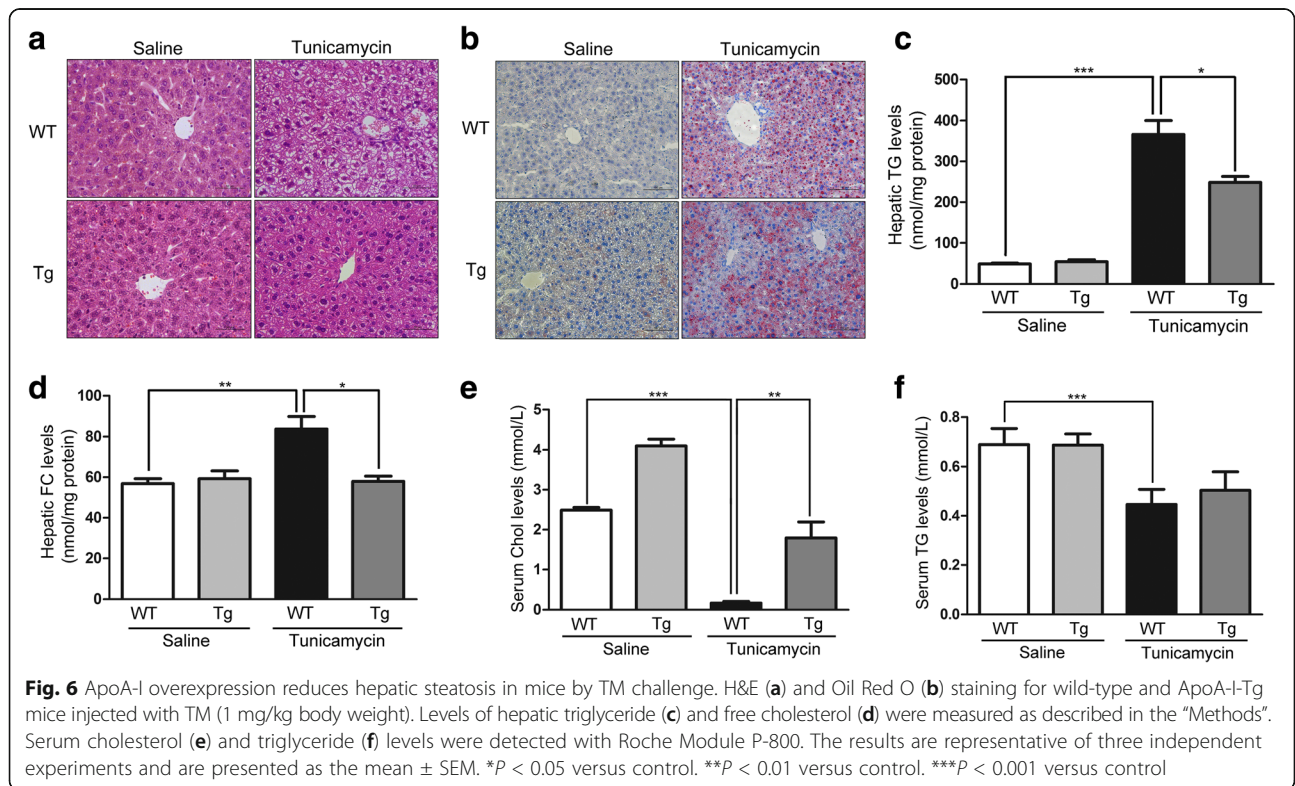 a
Saline
Tunicamycin
WT
Tg
b
Saline
Tunicamycin
WT
Tg
c
Hepatic TG levels
(nmol/mg protein)
500
400
300
200
100
0
***
*
WT
Tg
WT
Tg
Saline
Tunicamycin
d
Hepatic FC levels
(nmol/mg protein)
100
80
60
40
20
0
**
*
WT
Tg
WT
Tg
Saline
Tunicamycin
e
Serum Chol levels (mmol/L)
5
4
3
2
1
0
***
**
WT
Tg
WT
Tg
Saline
Tunicamycin
f
Serum TG levels (mmol/L)
0.8
0.6
0.4
0.2
0.0
***
WT
Tg
WT
Tg
Saline
Tunicamycin
Fig. 6 ApoA-I overexpression reduces hepatic steatosis in mice by TM challenge. H&E (a) and Oil Red O (b) staining for wild-type and ApoA-I-Tg
mice injected with TM (1 mg/kg body weight). Levels of hepatic triglyceride (c) and free cholesterol (d) were measured as described in the “Methods”.
Serum cholesterol (e) and triglyceride (f) levels were detected with Roche Module P-800. The results are representative of three independent
experiments and are presented as the mean ± SEM. *P < 0.05 versus control. **P < 0.01 versus control. ***P < 0.001 versus control